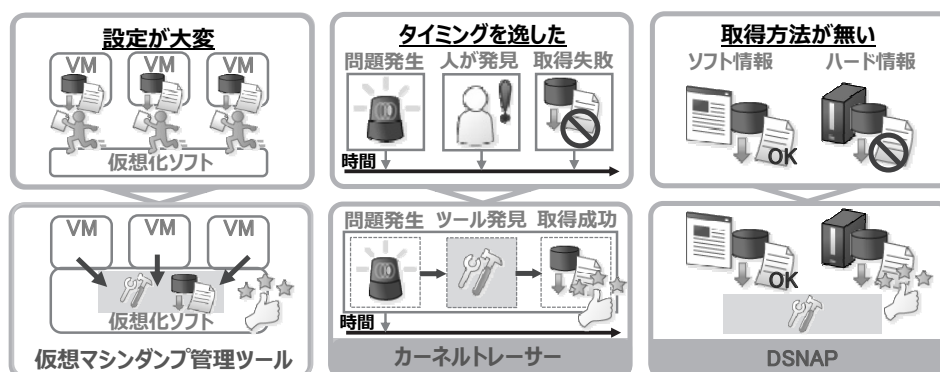 設定が大変
VM VM VM
仮想化ソフト
VM VM VM
仮想化ソフト
仮想マシンダンプ管理ツール
タイミングを逸した
問題発生 人が発見 取得失敗
時間
問題発生 ツール発見 取得成功
時間
カーネルトレーサー
取得方法が無い
ソフト情報 ハード情報
OK
OK
DSNAP